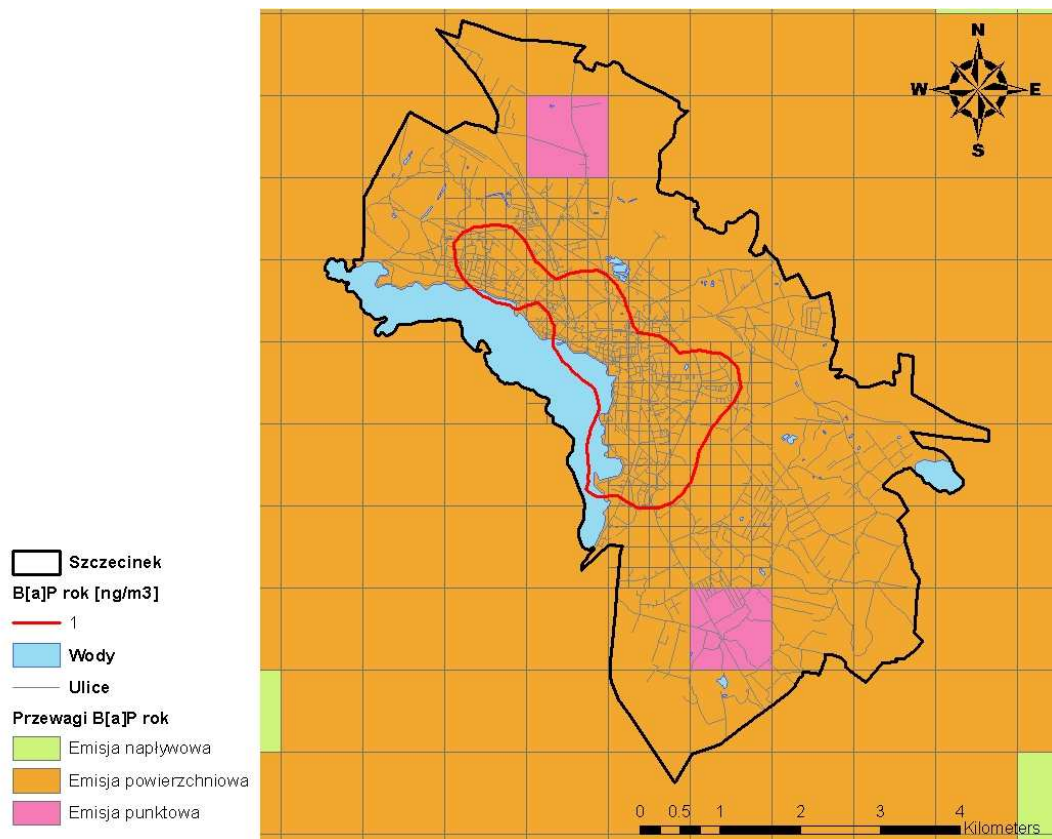 N
W E
S
Szczecinek
B[a]P rok [ng/m3]
1
Wody
Ulice
Przewagi B[a]P rok
Emisja napływowa
Emisja powierzchniowa
Emisja punktowa
0 0.5 1 2 3 4
Kilometers